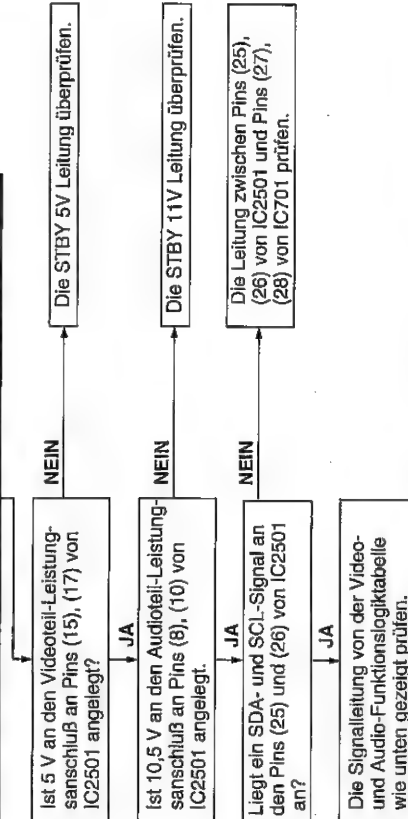 Ist 5 V an den Videoteil-Leistung-
sanschluß an Pins (15), (17) von
IC2501 angelegt?
NEIN
Die STBY 5V Leitung überprüfen.
JA
Ist 10,5 V an den Audioteil-Leistung-
sanschluß an Pins (8), (10) von
IC2501 angelegt.
NEIN
Die STBY 11V Leitung überprüfen.
JA
Liegt ein SDA- und SCL-Signal an
den Pins (25) und (26) von IC2501
an?
NEIN
Die Leitung zwischen Pins (25),
(26) von IC2501 und Pins (27),
(28) von IC701 prüfen.
JA
Die Signalleitung von der Video-
und Audio-Funktionslogiktabelle
wie unten gezeigt prüfen.